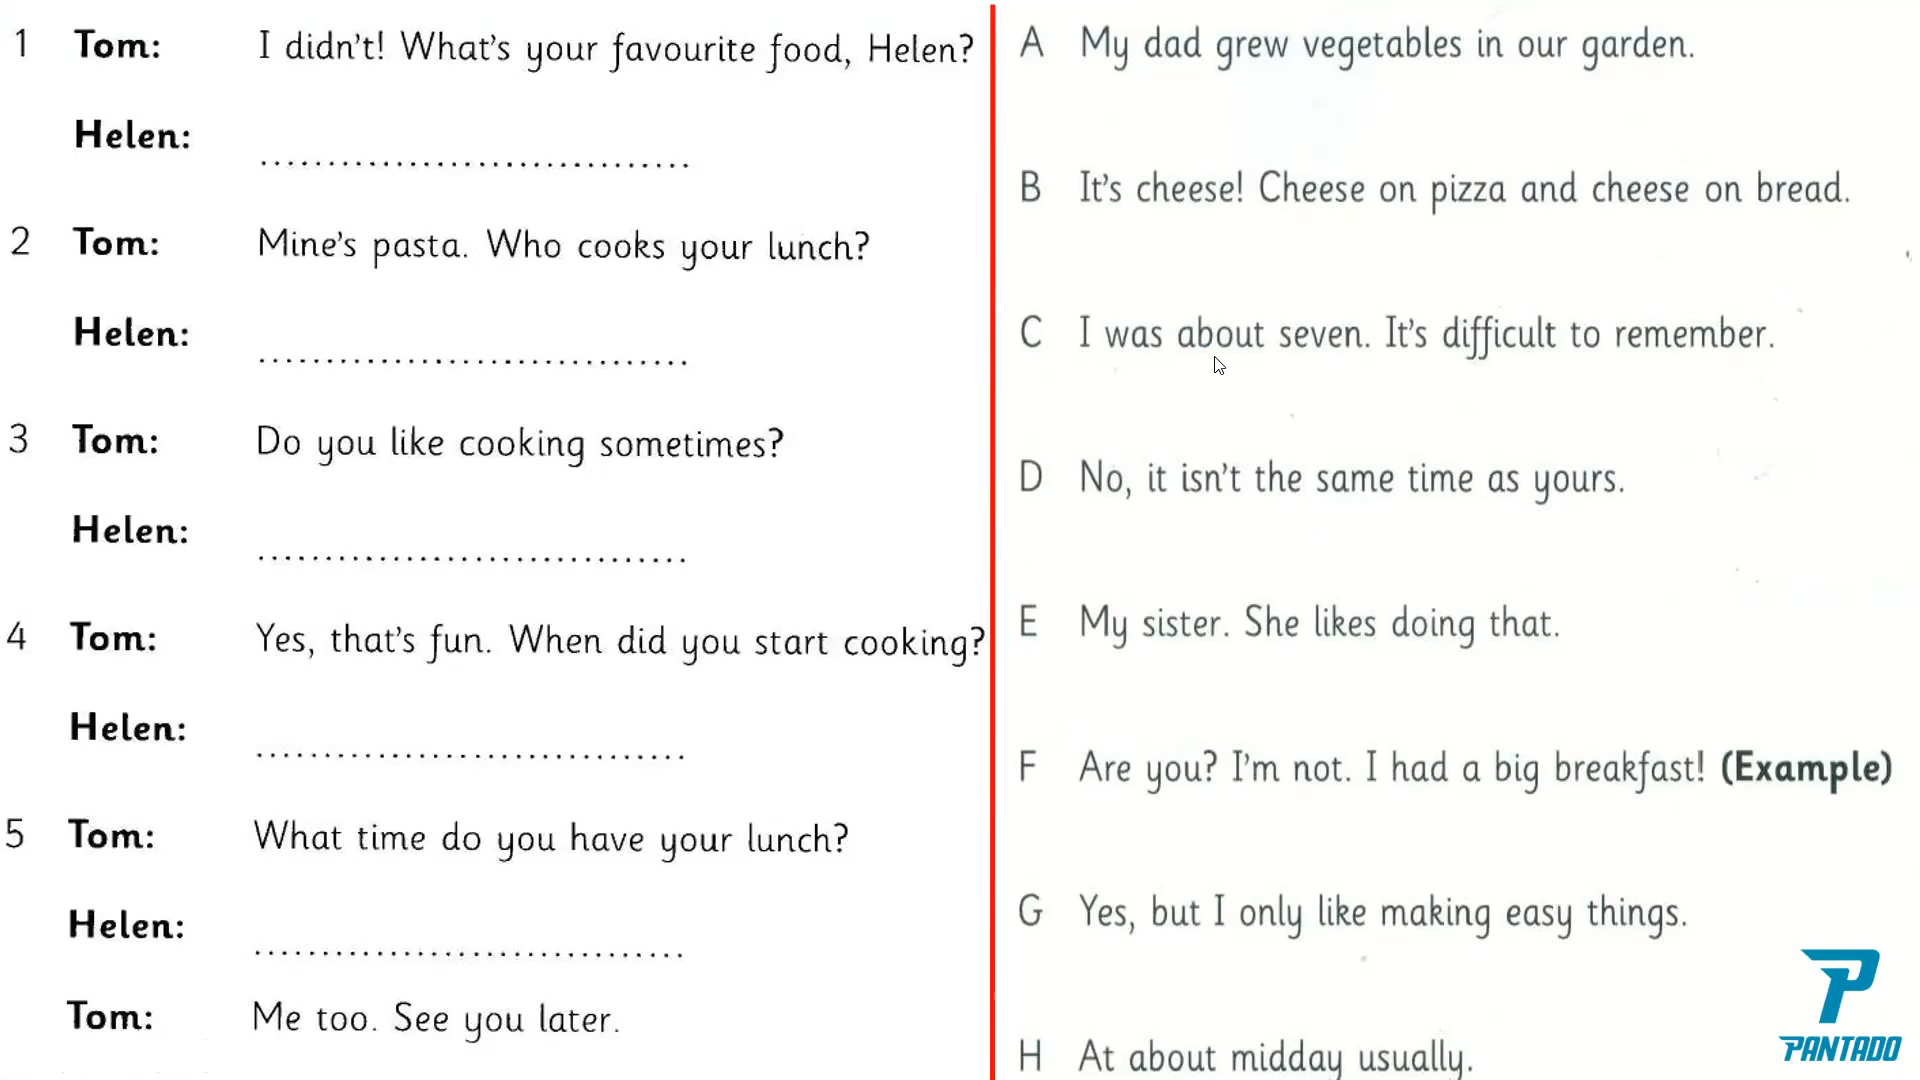 1 Tom: I didn't! What's your favourite food, Helen?
Helen: ................................
2 Tom: Mine's pasta. Who cooks your lunch?
Helen: ................................
3 Tom: Do you like cooking sometimes?
Helen: ................................
4 Tom: Yes, that's fun. When did you start cooking?
Helen: ................................
5 Tom: What time do you have your lunch?
Helen: ................................
Tom: Me too. See you later.
A My dad grew vegetables in our garden.
B It's cheese! Cheese on pizza and cheese on bread.
C I was about seven. It's difficult to remember.
D No, it isn't the same time as yours.
E My sister. She likes doing that.
F Are you? I'm not. I had a big breakfast! (Example)
G Yes, but I only like making easy things.
H At about midday usually.
PANTADO